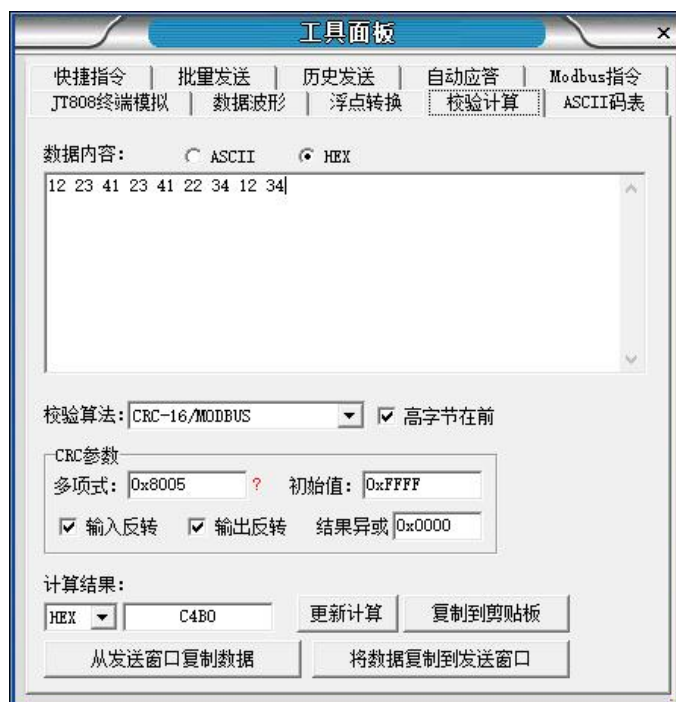 工具面板 ×
快捷指令 批量发送 历史发送 自动应答 Modbus指令
JT808终端模拟 数据波形 浮点转换 校验计算 ASCII码表
数据内容: ASCII HEX
12 23 41 23 41 22 34 12 34
校验算法: CRC-16/MODBUS 高字节在前
CRC参数
多项式: 0x8005 ? 初始值: 0xFFFF
输入反转 输出反转 结果异或 0x0000
计算结果:
HEX C4B0 更新计算 复制到剪贴板
从发送窗口复制数据 将数据复制到发送窗口